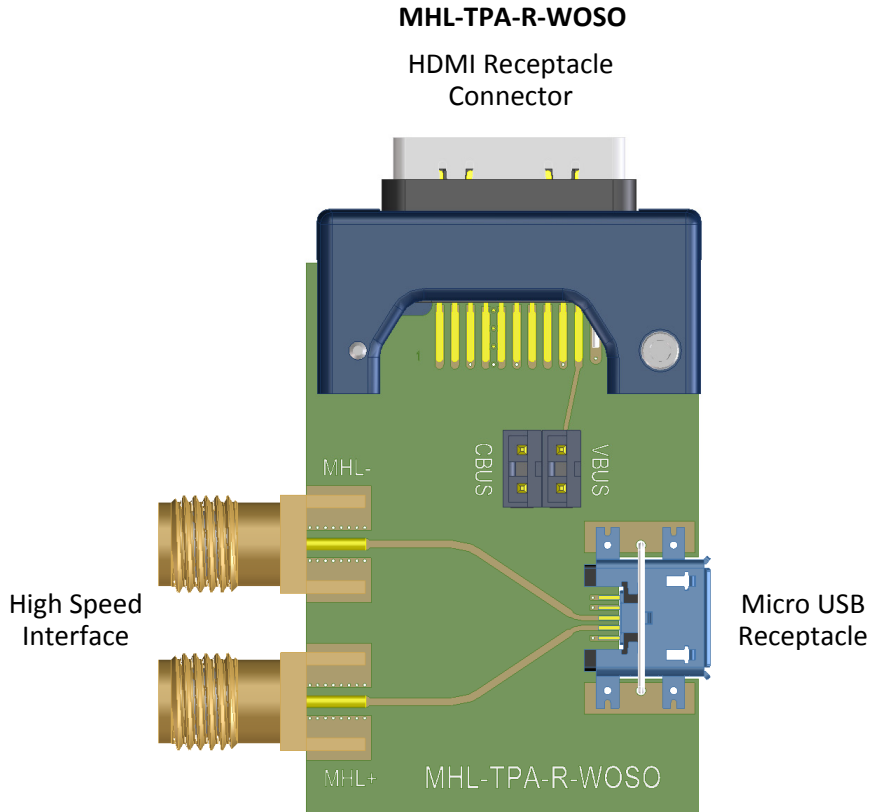 MHL-TPA-R-WOSO
HDMI Receptacle
Connector
1
MHL-
CBUS
VBUS
High Speed
Interface
Micro USB
Receptacle
MHL+
MHL-TPA-R-WOSO